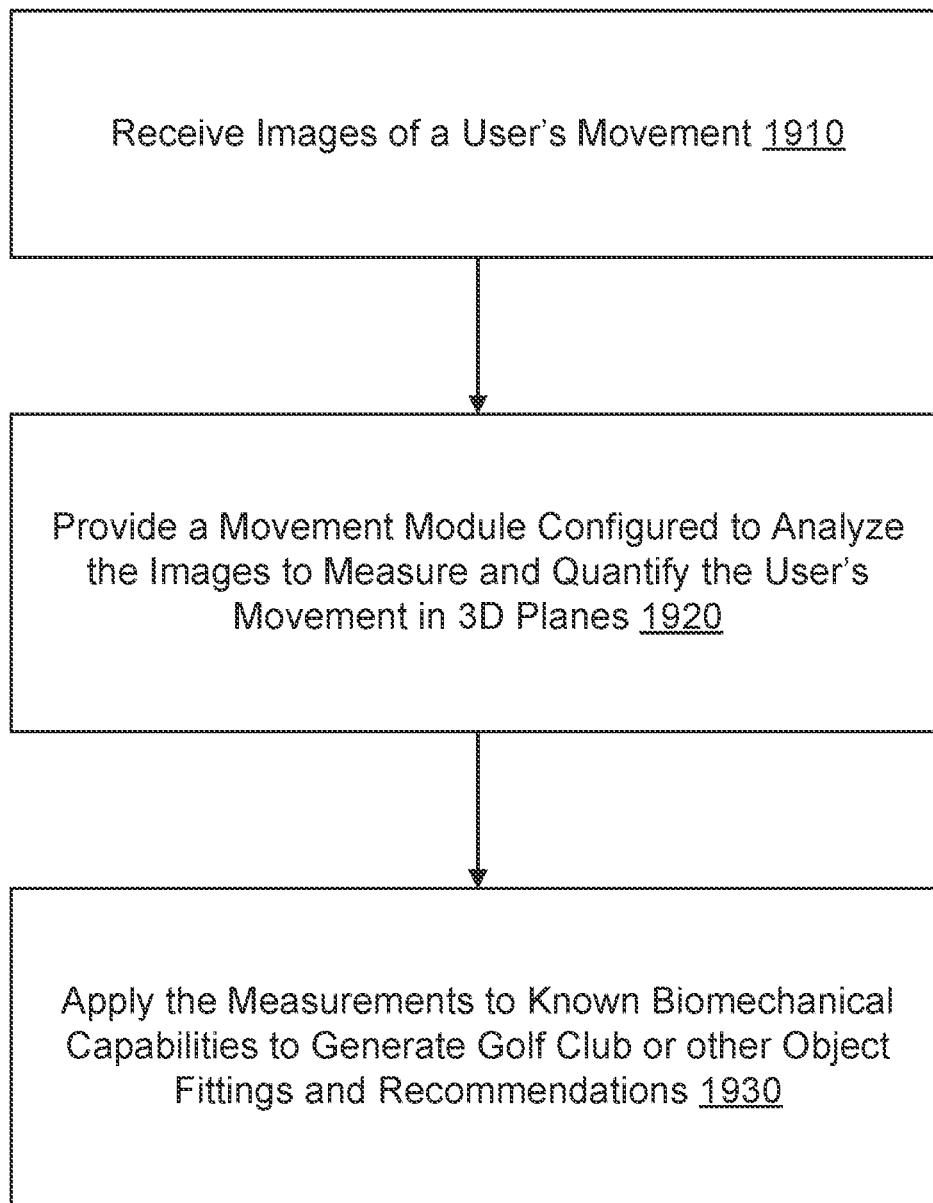 Receive Images of a User's Movement 1910
Provide a Movement Module Configured to Analyze
the Images to Measure and Quantify the User's
Movement in 3D Planes 1920
Apply the Measurements to Known Biomechanical
Capabilities to Generate Golf Club or other Object
Fittings and Recommendations 1930